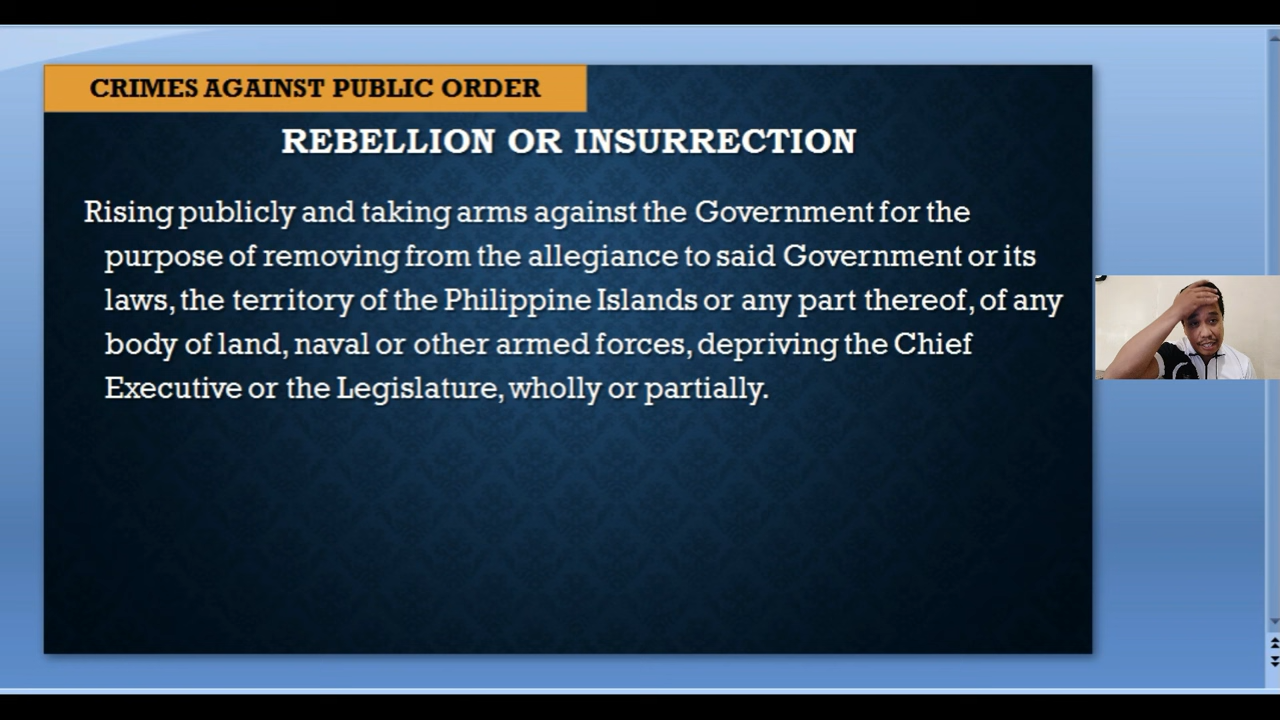 CRIMES AGAINST PUBLIC ORDER
REBELLION OR INSURRECTION
Rising publicly and taking arms against the Government for the
purpose of removing from the allegiance to said Government or its
laws, the territory of the Philippine Islands or any part thereof, of any
body of land, naval or other armed forces, depriving the Chief
Executive or the Legislature, wholly or partially.